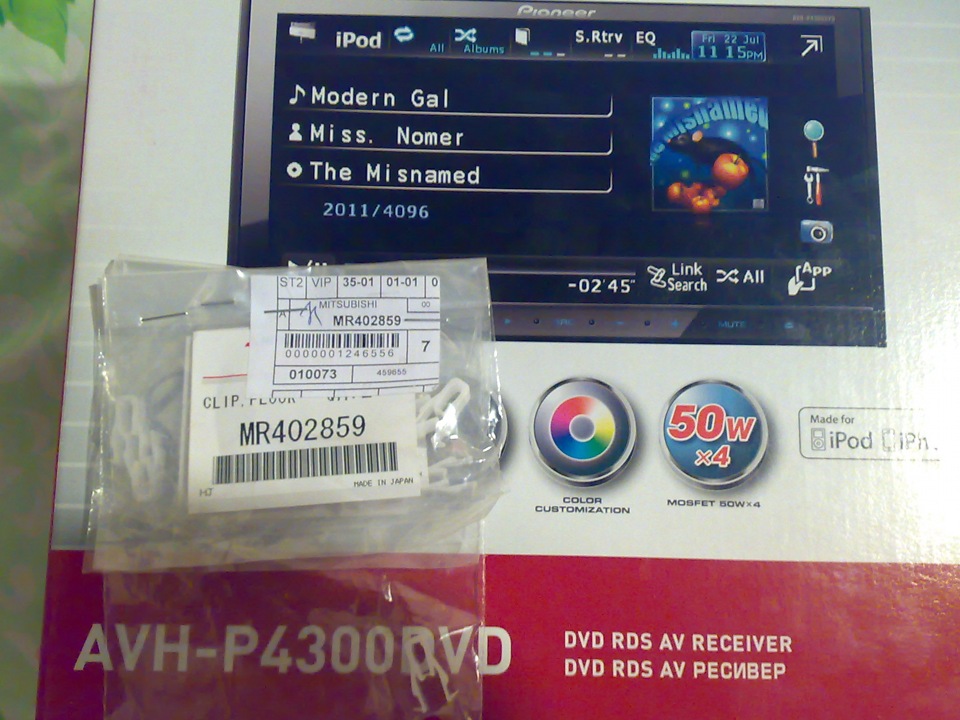 Pioneer
iPod All Albums S.Rtrv EQ Fri 22 Jul
11 15PM
Modern Gal
Miss. Nomer
The Misnamed
2011/4096
-02'45" Link Search All APP
MUTE
ST2 VIP 35-01 01-01 0
MITSUBISHI 00
A MR402859
0000001246556 7
010073 459655
CLIP.FLOOR
MR402859
MADE IN JAPAN
HJ
COLOR
CUSTOMIZATION
50W
×4
MOSFET 50W×4
Made for
iPod
AVH-P4300DVD
DVD RDS AV RECEIVER
DVD RDS AV РЕСИВЕР